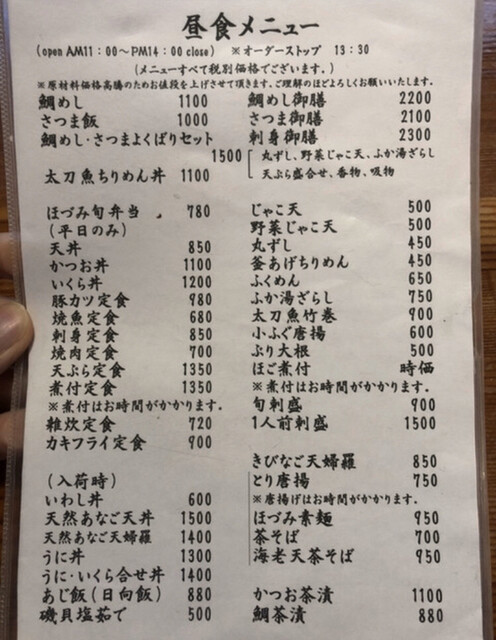 昼食メニュー
(open AM11：00〜PM14：00 close) ※オーダーストップ 13：30
(メニューすべて税別価格でございます。)
※原材料価格高騰のためお値段を上げさせて頂きます、ご理解のほどよろしくお願いいたします。
鯛めし 1100
さつま飯 1000
鯛めし・さつまよくばりセット
1500
太刀魚ちりめん丼 1100
ほづみ旬弁当 780
(平日のみ)
天丼 850
かつお丼 1100
いくら丼 1200
豚カツ定食 980
焼魚定食 680
刺身定食 850
焼肉定食 700
天ぷら定食 1350
煮付定食 1350
※煮付はお時間がかかります．
雑炊定食 720
カキフライ定食 900
(入荷時)
いわし丼 600
天然あなご天丼 1500
天然あなご天婦羅 1400
うに丼 1300
うに・いくら合せ丼 1400
あじ飯(日向飯) 880
磯貝塩茹で 500
鯛めし御膳 2200
さつま御膳 2100
刺身御膳 2300
丸ずし、野菜じゃこ天、ふか湯ざらし
天ぷら盛合せ、香物、吸物
じゃこ天 500
野菜じゃこ天 500
丸ずし 450
釜あげちりめん 450
ふくめん 650
ふか湯ざらし 750
太刀魚竹巻 900
小ふぐ唐揚 600
ぶり大根 500
ほご煮付 時価
※煮付はお時間がかかります．
旬刺盛 900
1人前刺盛 1500
きびなご天婦羅 850
とり唐揚 750
※唐揚げはお時間がかかります．
ほづみ素麺 950
茶そば 700
海老天茶そば 950
かつお茶漬 1100
鯛茶漬 880